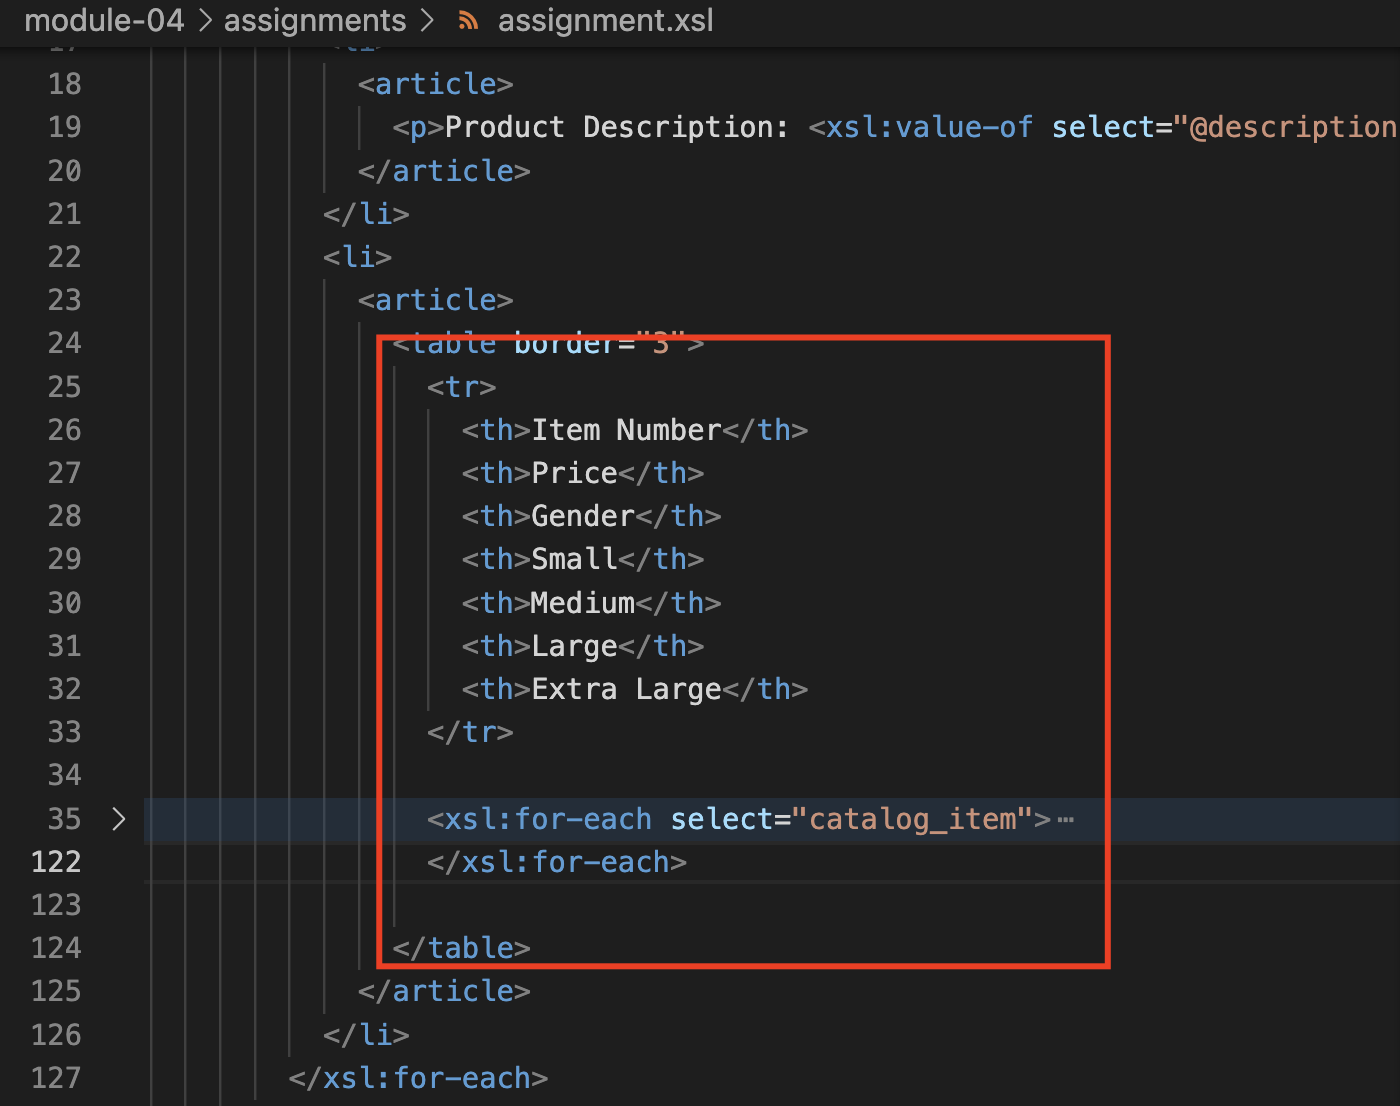 module-04 > assignments > assignment.xsl
17 <li>
18 <article>
19 <p>Product Description: <xsl:value-of select="@description
20 </article>
21 </li>
22 <li>
23 <article>
24 <table border="3">
25 <tr>
26 <th>Item Number</th>
27 <th>Price</th>
28 <th>Gender</th>
29 <th>Small</th>
30 <th>Medium</th>
31 <th>Large</th>
32 <th>Extra Large</th>
33 </tr>
34
35 <xsl:for-each select="catalog_item">⋯
122 </xsl:for-each>
123
124 </table>
125 </article>
126 </li>
127 </xsl:for-each>